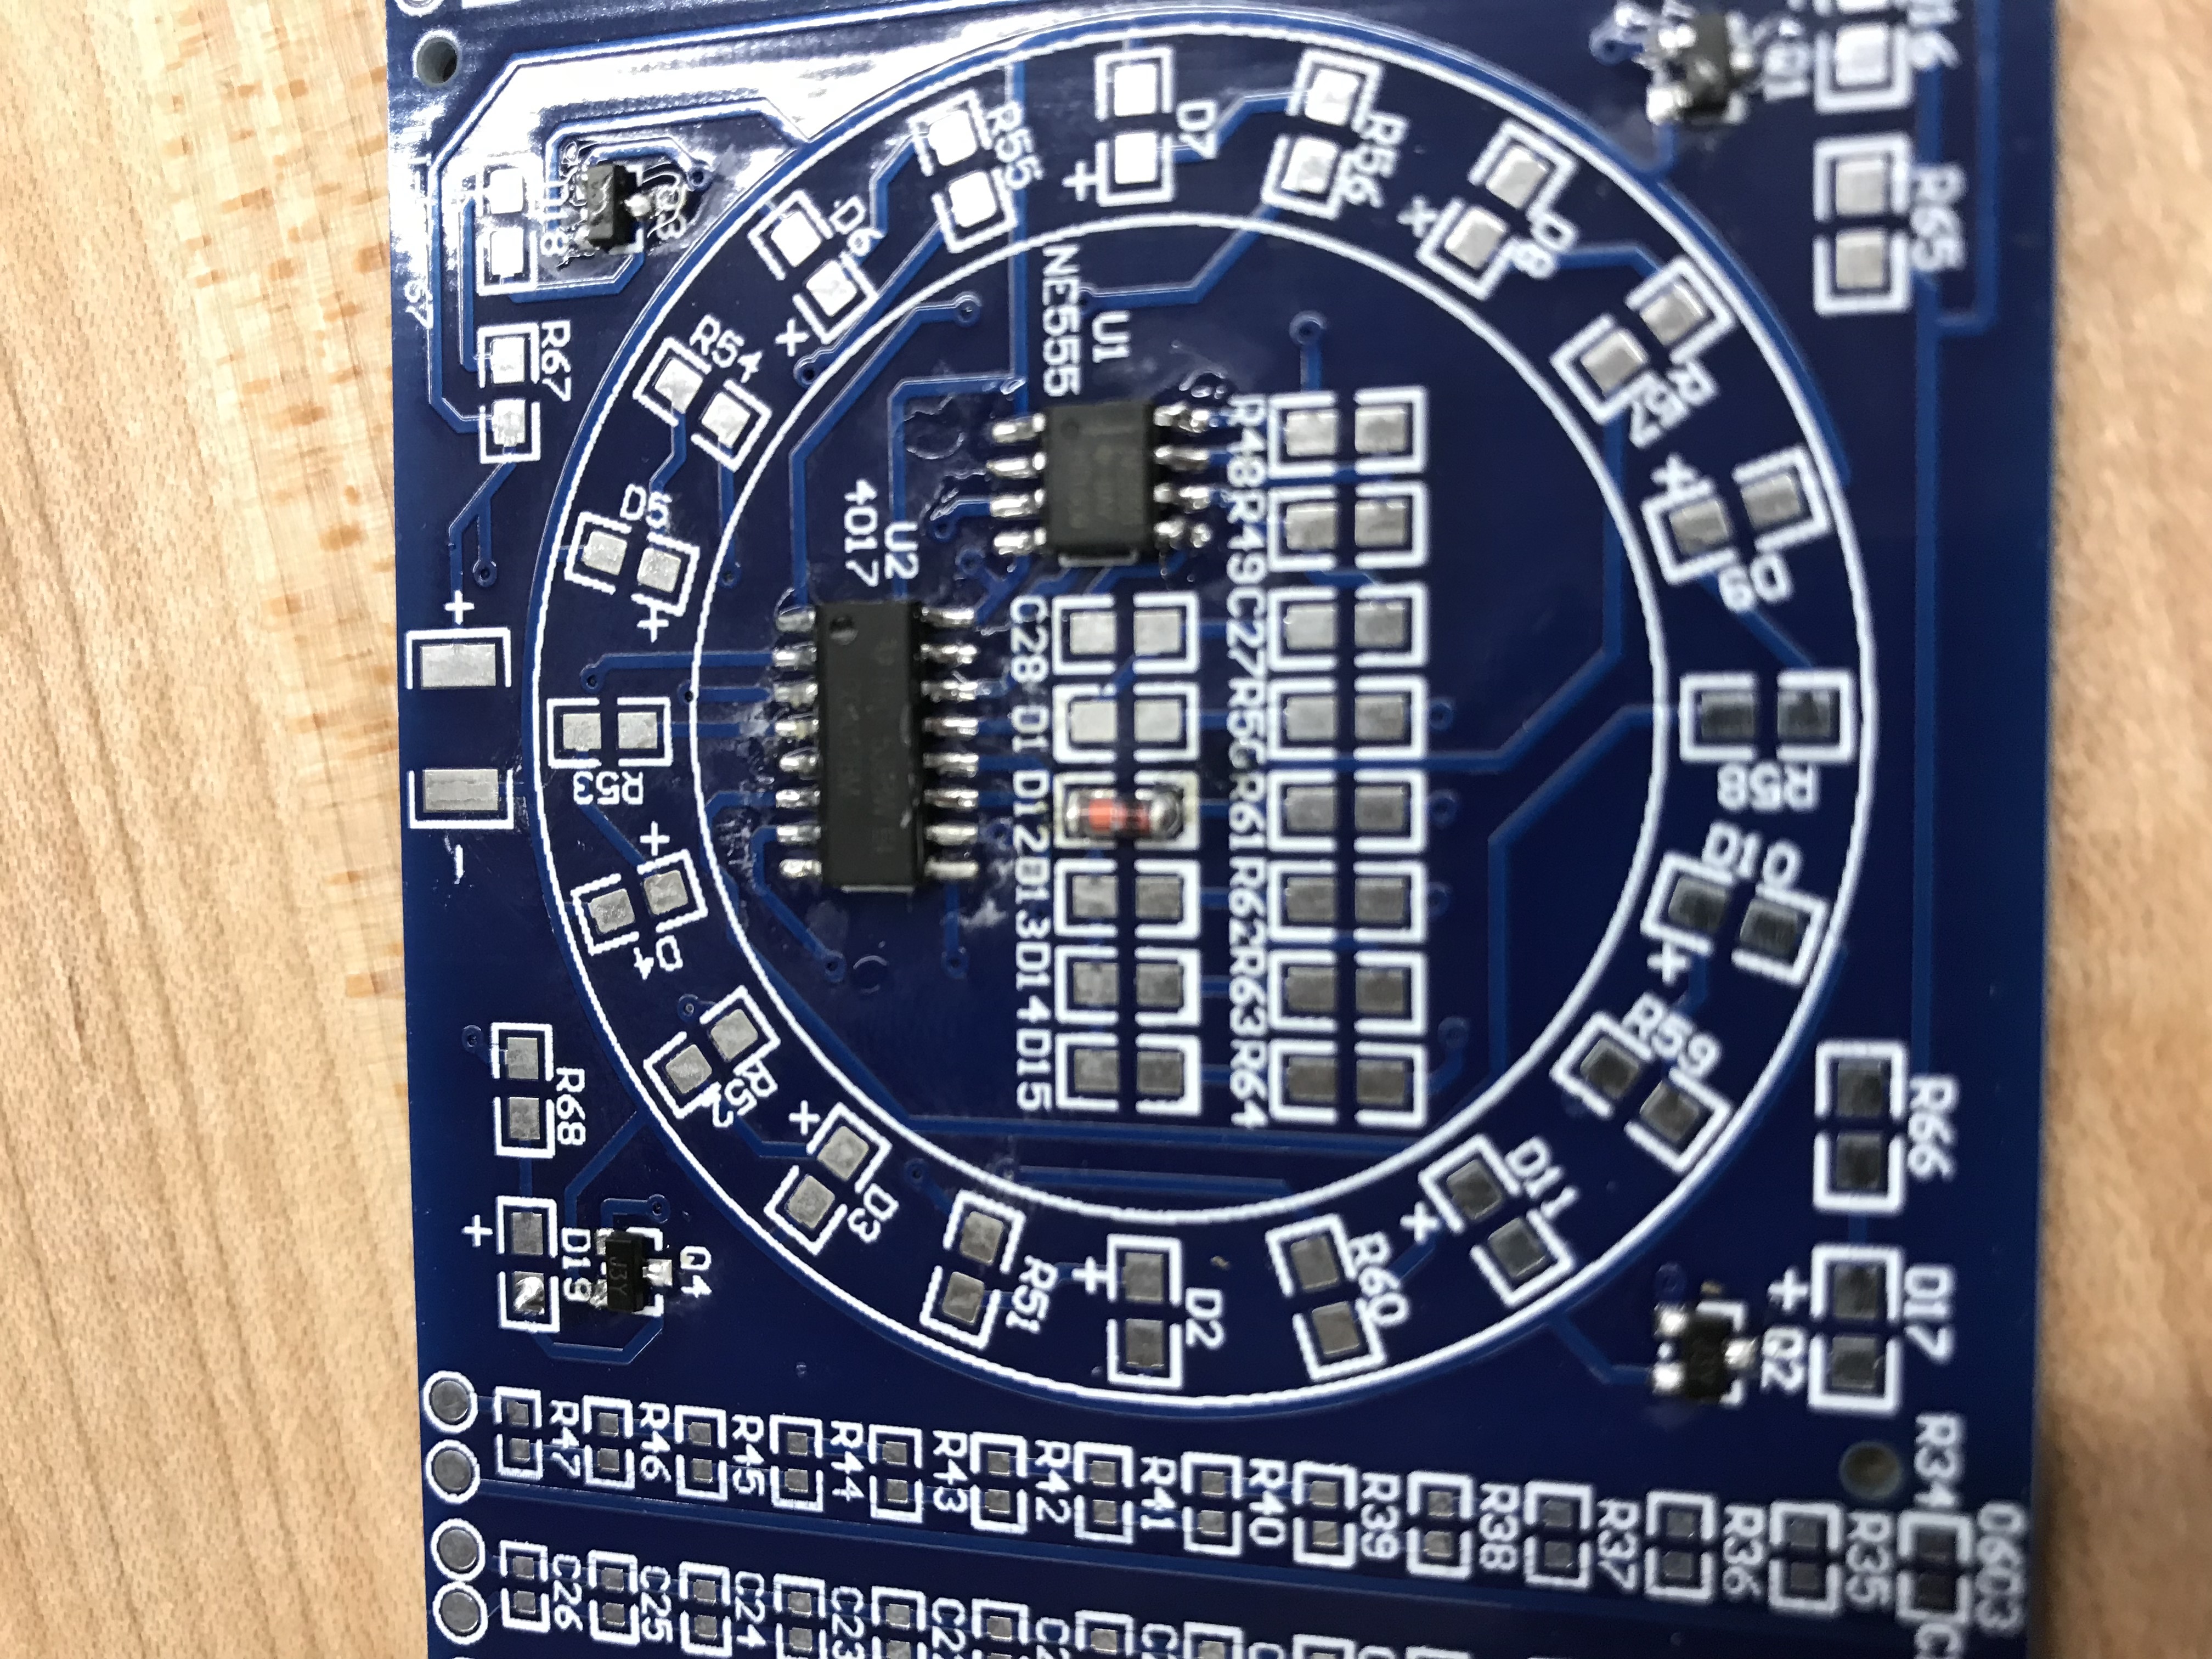 +
-
+
C26
R47
D19
R68
R67
D18
C25
R46
Q4
D4
+
R53
+
D5
Q3
C24
R45
R52
R54
C23
R44
D3
+
+
D6
4017
U2
R43
R51
R55
C28 D1 D12 D13 D14 D15
NE555
U1
R42
+
+
R41
D2
D7
R48 R49 C27 R50 R61 R62 R63 R64
R40
R60
R56
R39
+
+
R38
D11
D8
R37
R59
R57
+
+
R36
Q2
+
D10
R58
D9
Q1
R35
D17
R66
R65
R34
0603